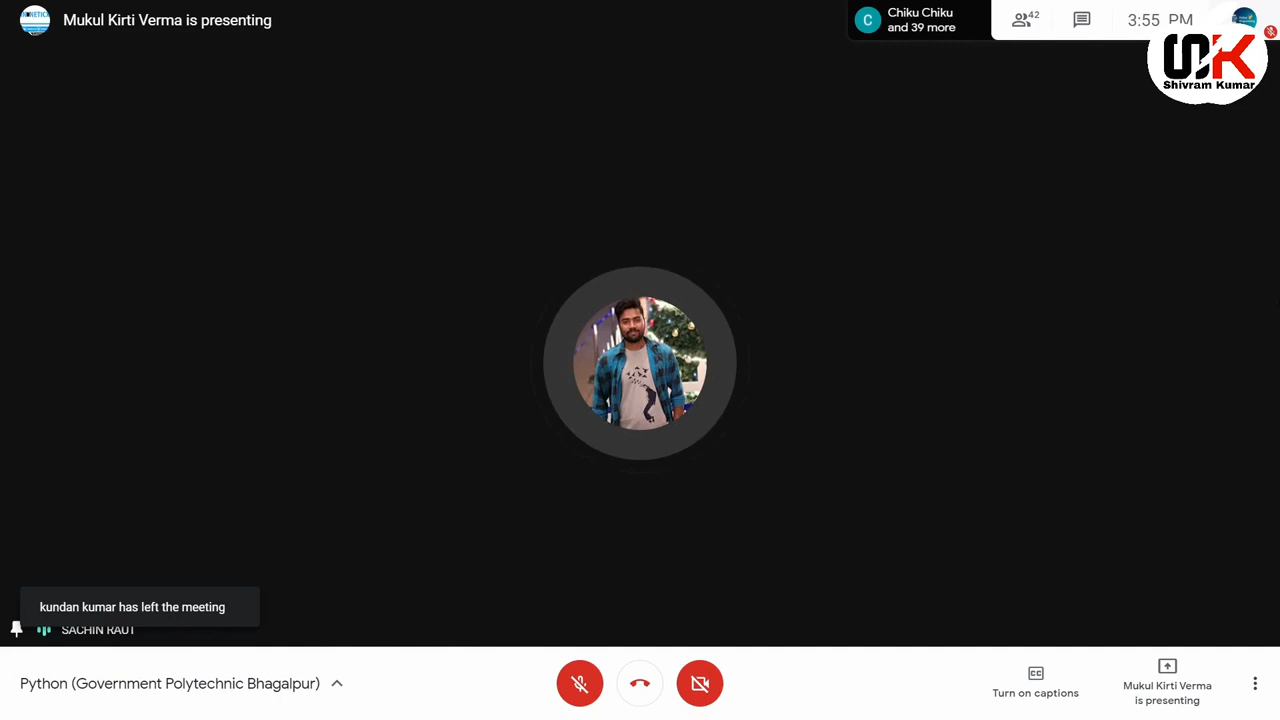 Mukul Kirti Verma is presenting
C
Chiku Chiku
and 39 more
42
3:55 PM
SK
Shivram Kumar
kundan kumar has left the meeting
SACHIN RAUT
Python (Government Polytechnic Bhagalpur)
Turn on captions
Mukul Kirti Verma
is presenting